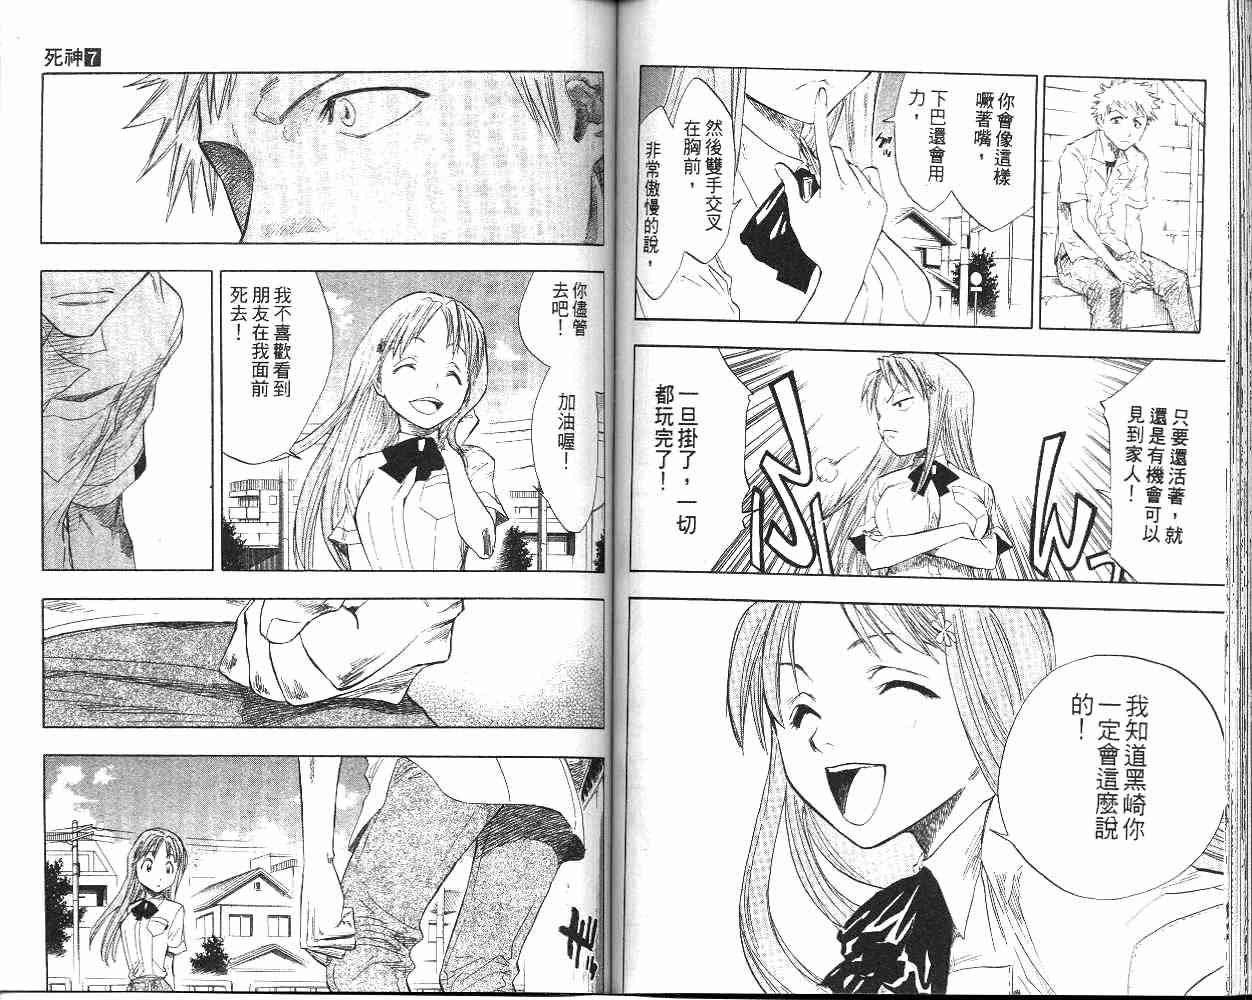 死神7
你會像這樣
噘著嘴，
下巴還會用
力，
然後雙手交叉
在胸前，
非常傲慢的說，
只要還活著，就
還是有機會可以
見到家人！
一旦掛了，一切
都玩完了！
我知道黑崎你
一定會這麼說
的！
你儘管
去吧！
加油喔！
我不喜歡看到
朋友在我面前
死去！